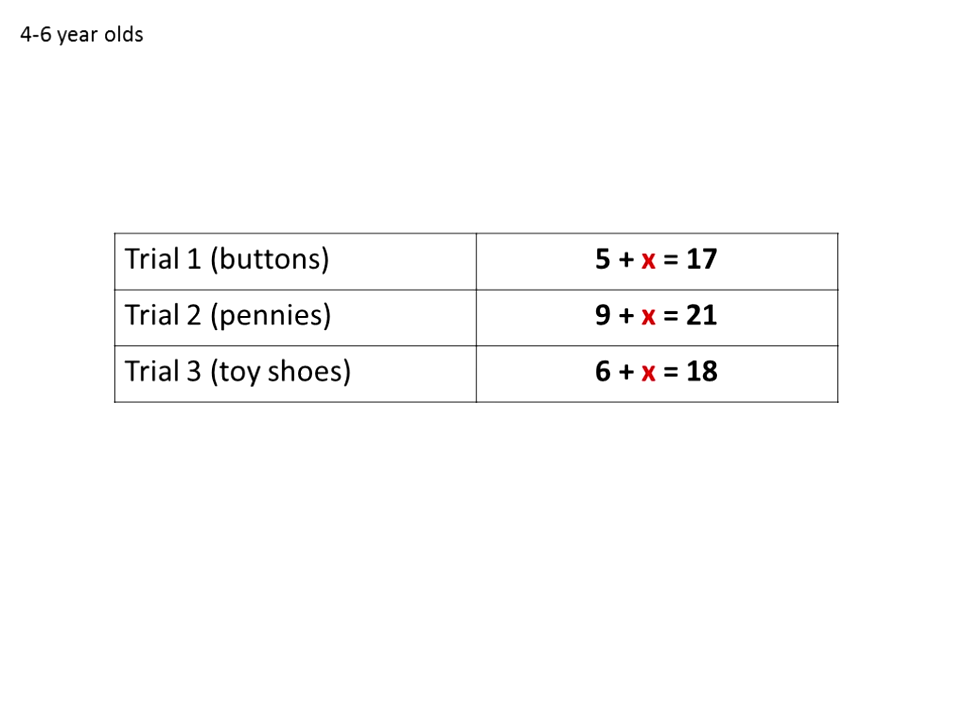 4-6 year olds
Trial 1 (buttons) 5 + x = 17
Trial 2 (pennies) 9 + x = 21
Trial 3 (toy shoes) 6 + x = 18